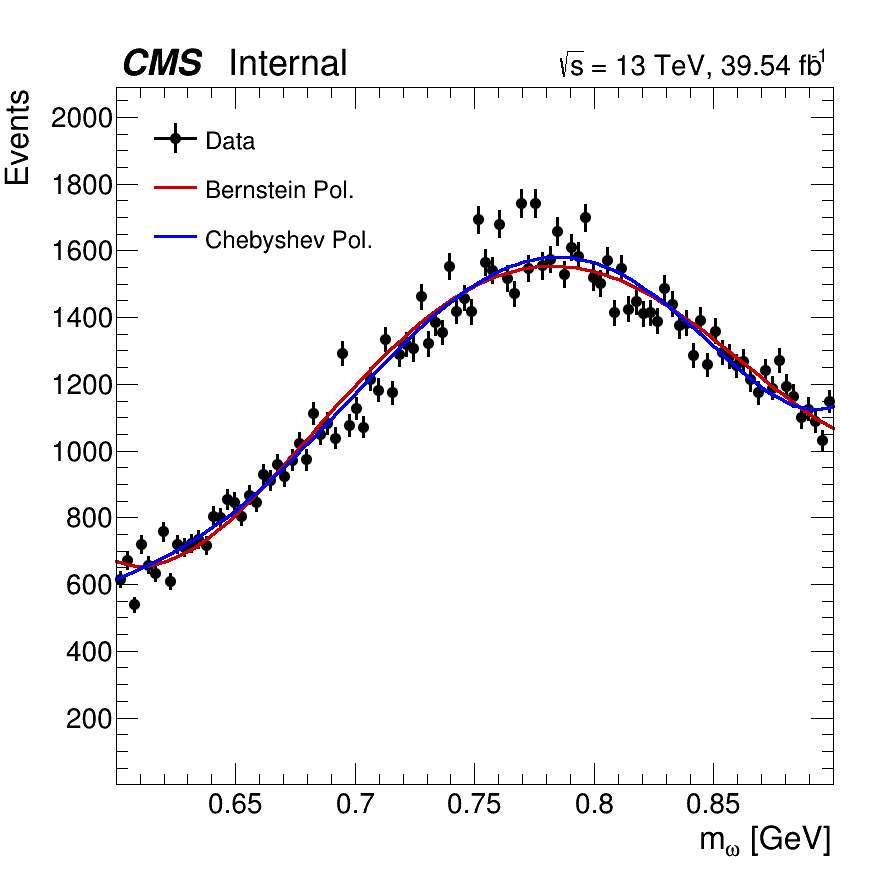 CMS Internal
√s = 13 TeV, 39.54 fb⁻¹
Events
2000
1800
1600
1400
1200
1000
800
600
400
200
Data
Bernstein Pol.
Chebyshev Pol.
0.65 0.7 0.75 0.8 0.85
m_ω [GeV]